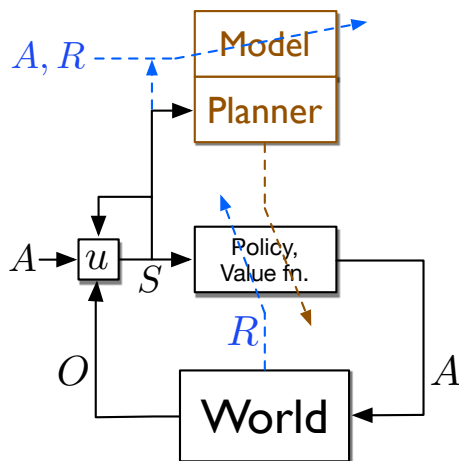 Model
A, R
Planner
Policy,
A u S Value fn.
R
O A
World